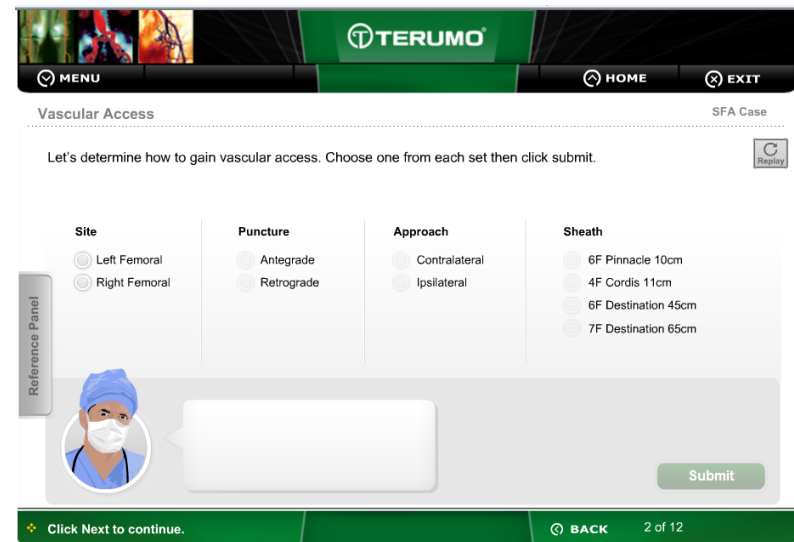 TERUMO®
MENU
HOME
EXIT
Vascular Access
SFA Case
Let's determine how to gain vascular access. Choose one from each set then click submit.
Replay
Site
Left Femoral
Right Femoral
Puncture
Antegrade
Retrograde
Approach
Contralateral
Ipsilateral
Sheath
6F Pinnacle 10cm
4F Cordis 11cm
6F Destination 45cm
7F Destination 65cm
Reference Panel
Submit
Click Next to continue.
BACK
2 of 12